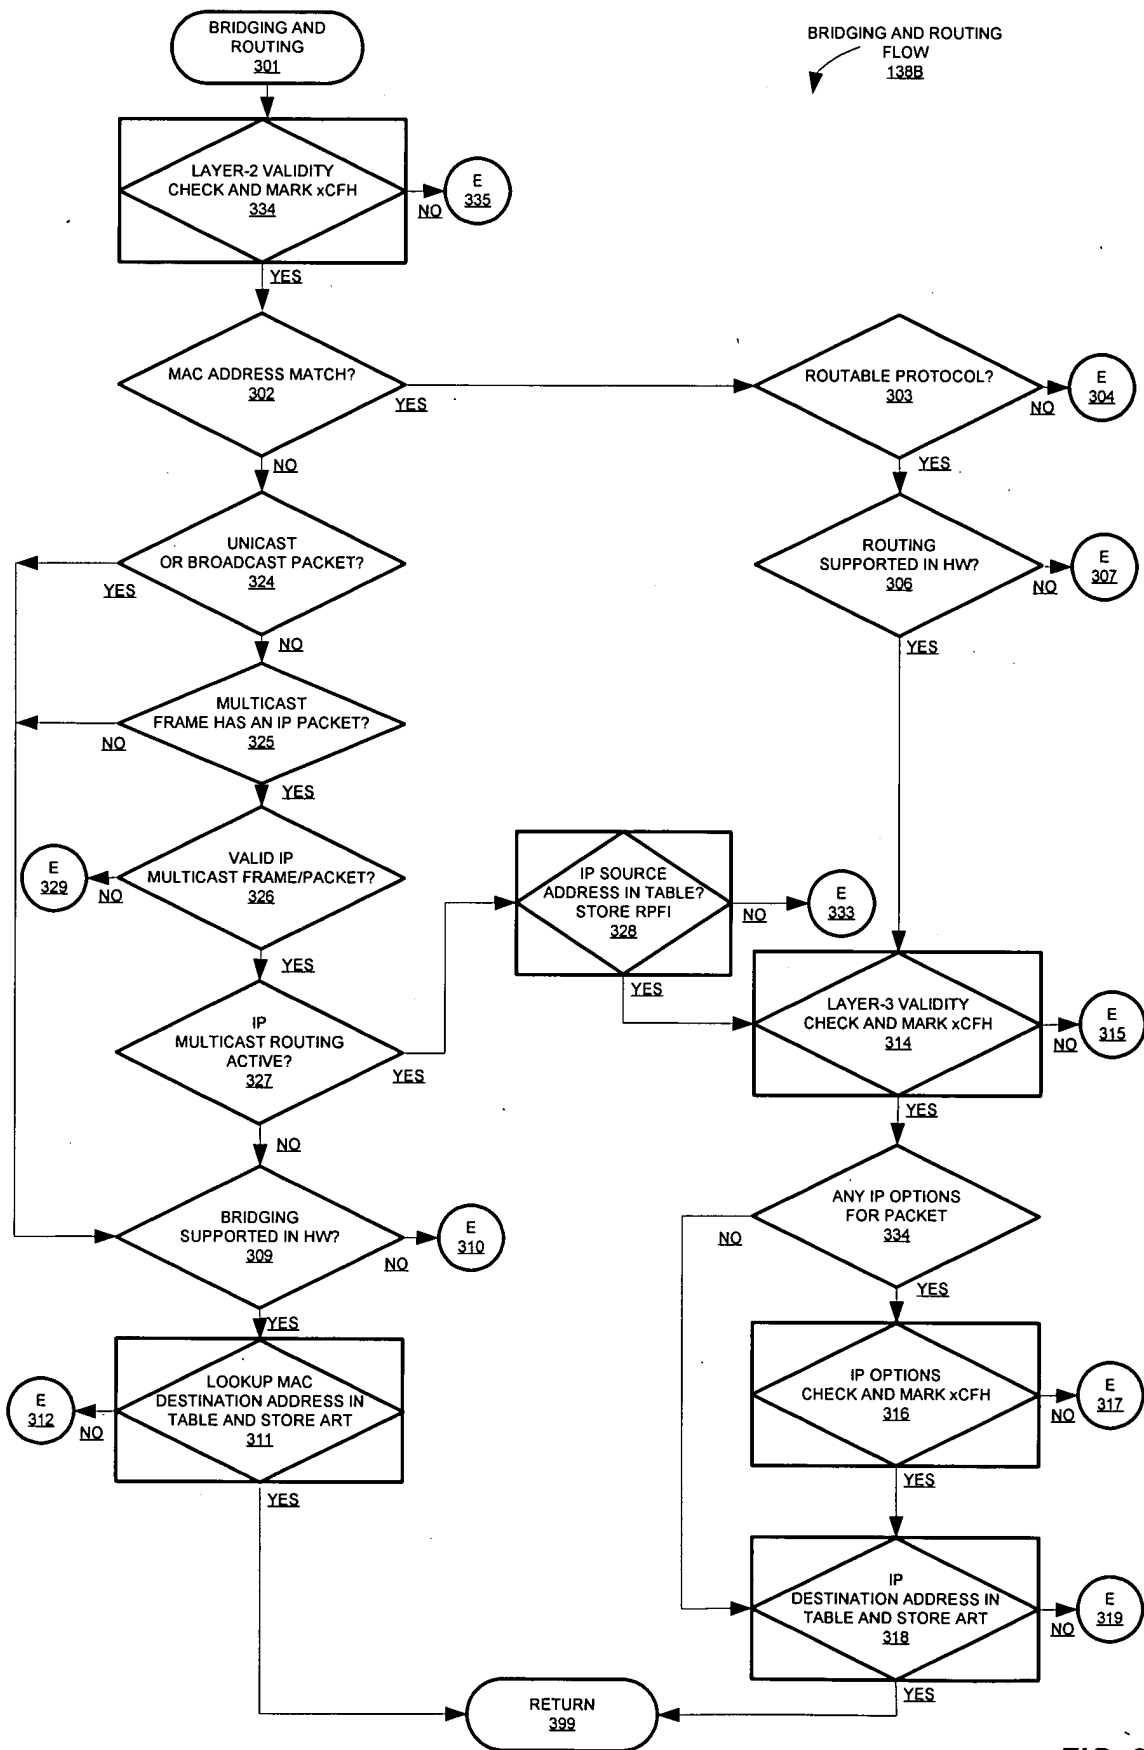 BRIDGING AND
ROUTING
301
BRIDGING AND ROUTING
FLOW
138B
LAYER-2 VALIDITY
CHECK AND MARK xCFH
334
NO
E
335
YES
MAC ADDRESS MATCH?
302
YES
ROUTABLE PROTOCOL?
303
NO
E
304
NO
YES
UNICAST
OR BROADCAST PACKET?
324
YES
ROUTING
SUPPORTED IN HW?
306
NO
E
307
NO
YES
MULTICAST
FRAME HAS AN IP PACKET?
325
NO
YES
E
329
NO
VALID IP
MULTICAST FRAME/PACKET?
326
YES
IP SOURCE
ADDRESS IN TABLE?
STORE RPFI
328
NO
E
333
YES
IP
MULTICAST ROUTING
ACTIVE?
327
YES
LAYER-3 VALIDITY
CHECK AND MARK xCFH
314
NO
E
315
YES
NO
BRIDGING
SUPPORTED IN HW?
309
NO
E
310
ANY IP OPTIONS
FOR PACKET
334
NO
YES
YES
LOOKUP MAC
DESTINATION ADDRESS IN
TABLE AND STORE ART
311
E
312
NO
YES
IP OPTIONS
CHECK AND MARK xCFH
316
NO
E
317
YES
IP
DESTINATION ADDRESS IN
TABLE AND STORE ART
318
NO
E
319
YES
RETURN
399